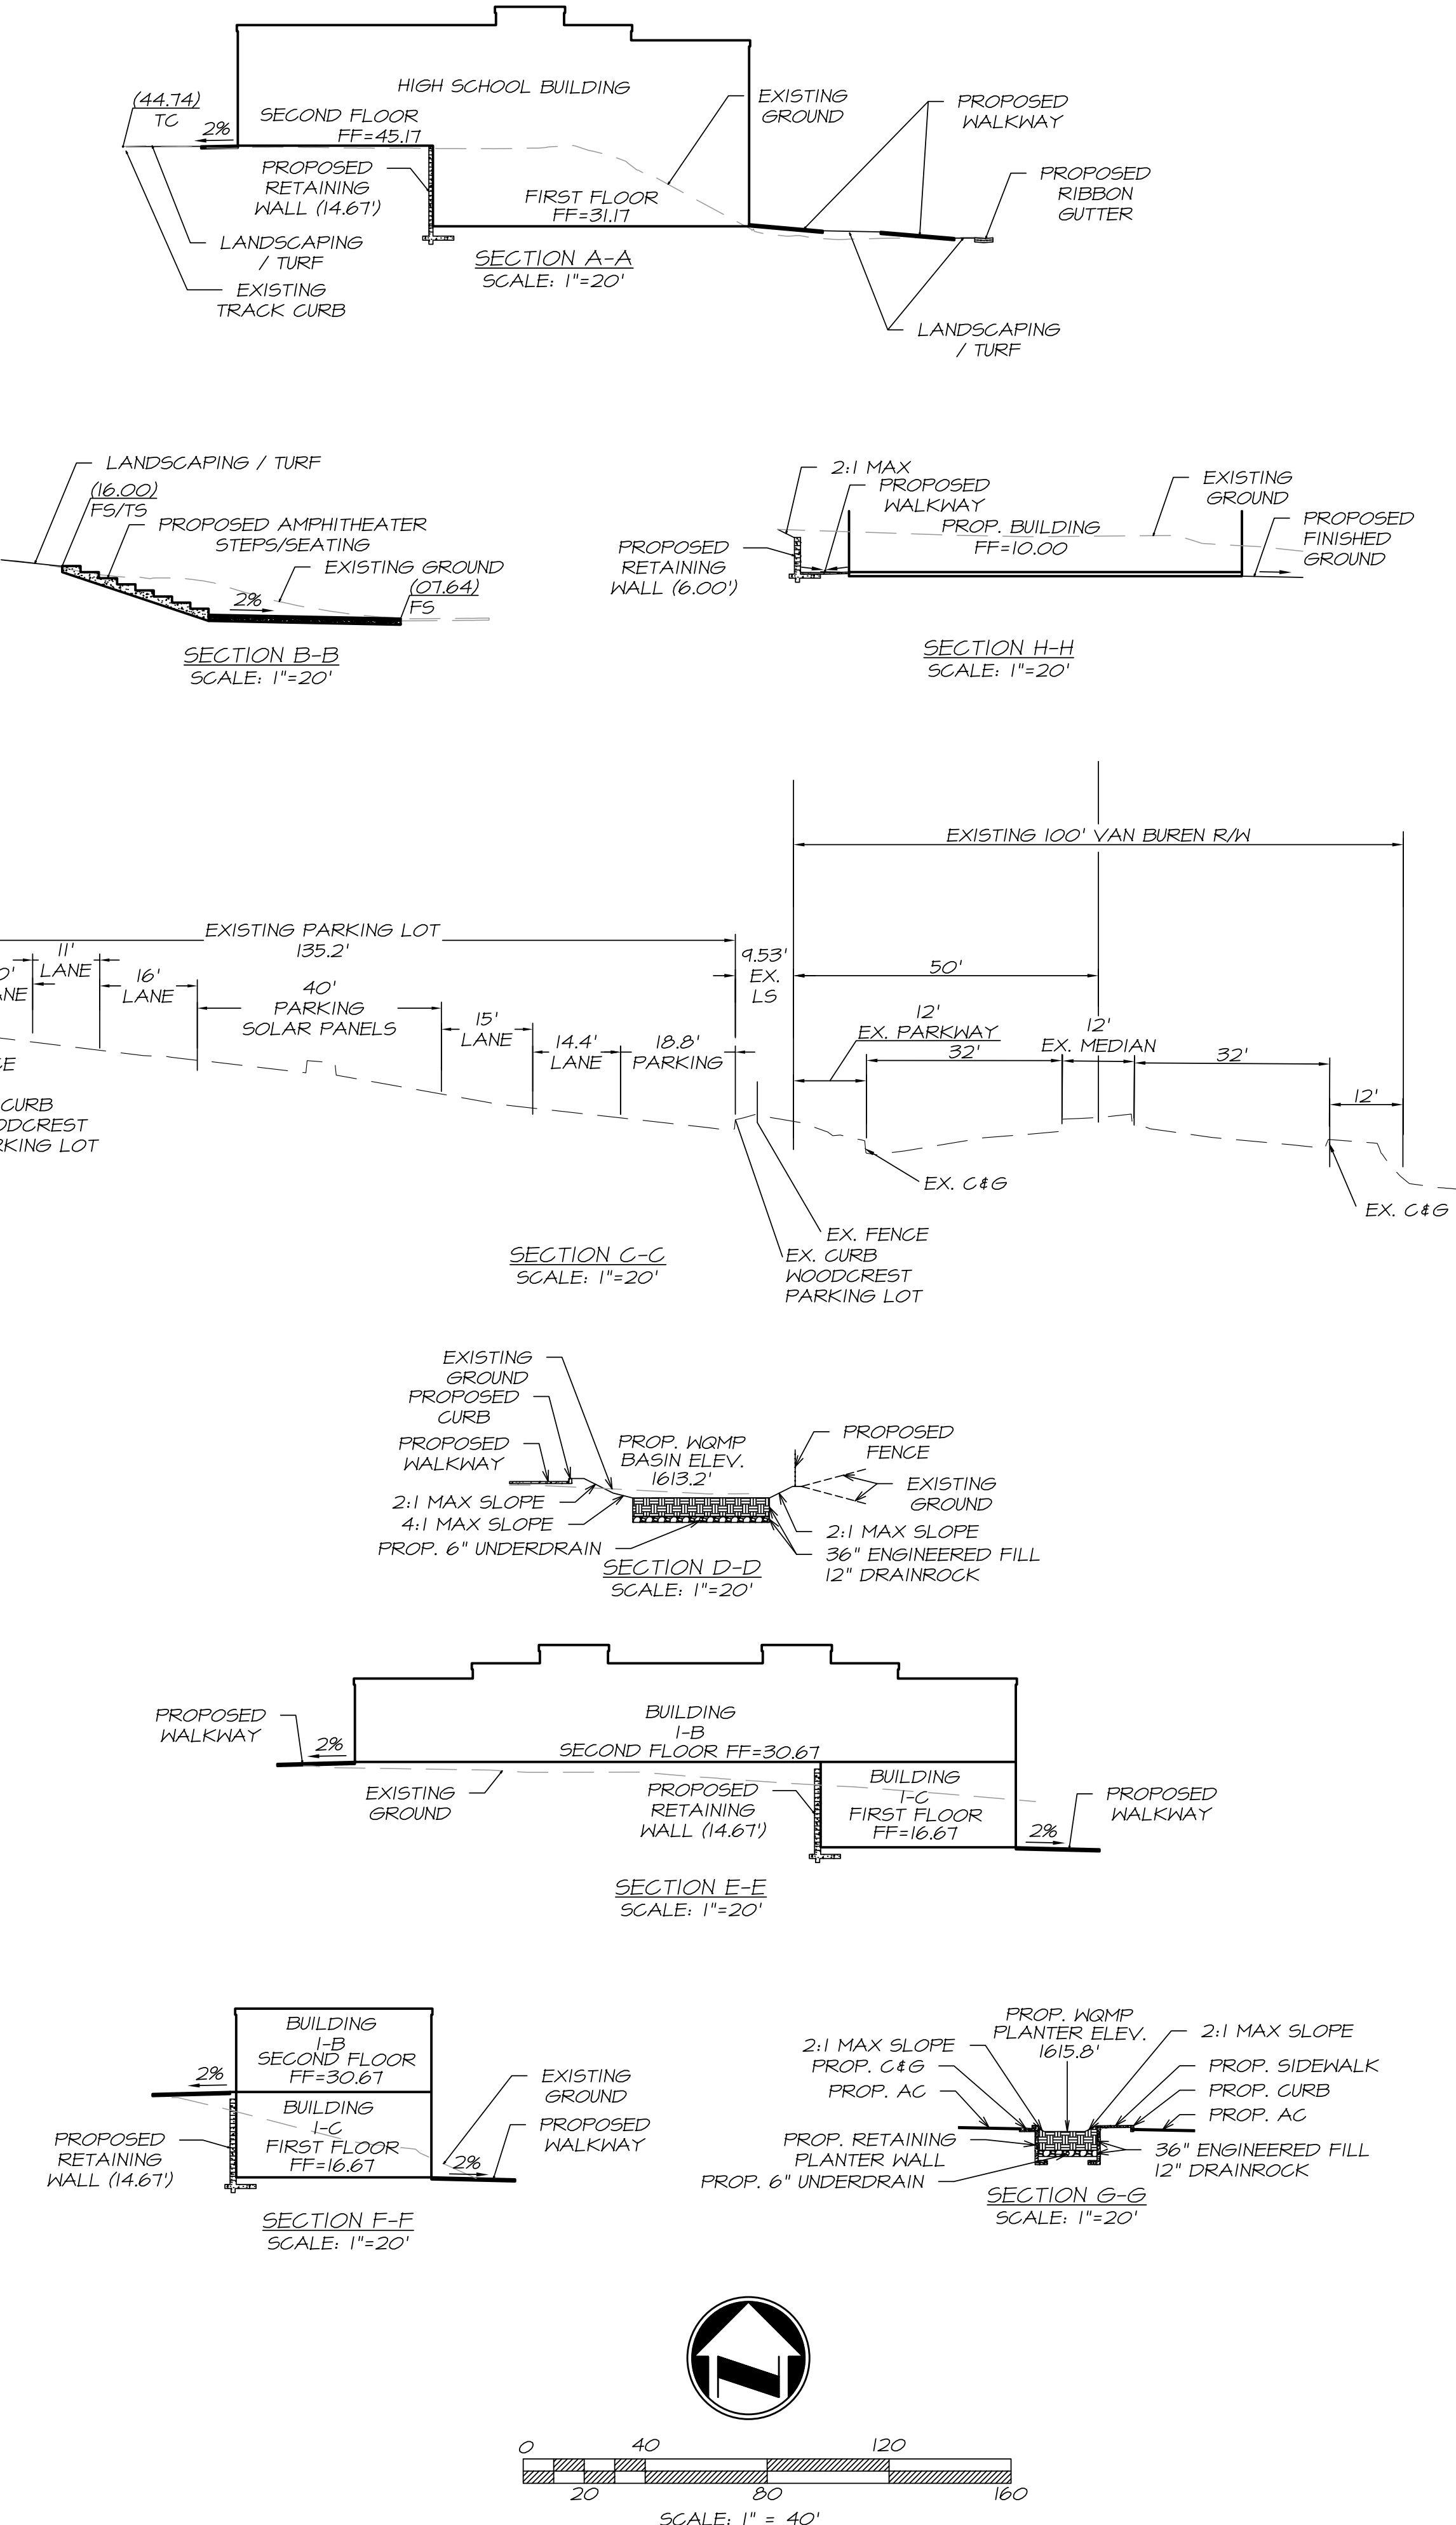 HIGH SCHOOL BUILDING
(44.74)
TC
2%
SECOND FLOOR
FF=45.17
EXISTING
GROUND
PROPOSED
WALKWAY
PROPOSED
RETAINING
WALL (14.67')
FIRST FLOOR
FF=31.17
PROPOSED
RIBBON
GUTTER
LANDSCAPING
/ TURF
EXISTING
TRACK CURB
SECTION A-A
SCALE: 1"=20'
LANDSCAPING
/ TURF
LANDSCAPING / TURF
(16.00)
FS/TS
PROPOSED AMPHITHEATER
STEPS/SEATING
EXISTING GROUND
(07.64)
FS
2%
SECTION B-B
SCALE: 1"=20'
2:1 MAX
PROPOSED
WALKWAY
EXISTING
GROUND
PROP. BUILDING
FF=10.00
PROPOSED
FINISHED
GROUND
PROPOSED
RETAINING
WALL (6.00')
SECTION H-H
SCALE: 1"=20'
EXISTING 100' VAN BUREN R/W
EXISTING PARKING LOT
135.2'
0'
NE
11'
LANE
16'
LANE
40'
PARKING
SOLAR PANELS
15'
LANE
14.4'
LANE
18.8'
PARKING
9.53'
EX.
LS
50'
12'
EX. PARKWAY
32'
12'
EX. MEDIAN
32'
12'
CE
CURB
ODCREST
RKING LOT
EX. C&G
EX. C&G
EX. FENCE
EX. CURB
WOODCREST
PARKING LOT
SECTION C-C
SCALE: 1"=20'
EXISTING
GROUND
PROPOSED
CURB
PROPOSED
WALKWAY
PROP. WQMP
BASIN ELEV.
1613.2'
PROPOSED
FENCE
EXISTING
GROUND
2:1 MAX SLOPE
4:1 MAX SLOPE
PROP. 6" UNDERDRAIN
2:1 MAX SLOPE
36" ENGINEERED FILL
12" DRAINROCK
SECTION D-D
SCALE: 1"=20'
PROPOSED
WALKWAY
2%
BUILDING
1-B
SECOND FLOOR FF=30.67
EXISTING
GROUND
PROPOSED
RETAINING
WALL (14.67')
BUILDING
1-C
FIRST FLOOR
FF=16.67
2%
PROPOSED
WALKWAY
SECTION E-E
SCALE: 1"=20'
BUILDING
1-B
SECOND FLOOR
FF=30.67
2%
BUILDING
1-C
FIRST FLOOR
FF=16.67
EXISTING
GROUND
PROPOSED
WALKWAY
PROPOSED
RETAINING
WALL (14.67')
2%
SECTION F-F
SCALE: 1"=20'
PROP. WQMP
PLANTER ELEV.
1615.8'
2:1 MAX SLOPE
PROP. C&G
PROP. AC
2:1 MAX SLOPE
PROP. SIDEWALK
PROP. CURB
PROP. AC
PROP. RETAINING
PLANTER WALL
PROP. 6" UNDERDRAIN
36" ENGINEERED FILL
12" DRAINROCK
SECTION G-G
SCALE: 1"=20'
N
0 40 120
20 80 160
SCALE: 1" = 40'